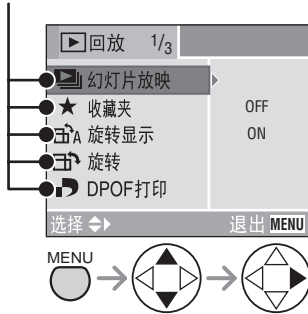 回放 1/3
幻灯片放映
收藏夹 OFF
A 旋转显示 ON
旋转
DPOF打印
选择 退出 MENU
MENU